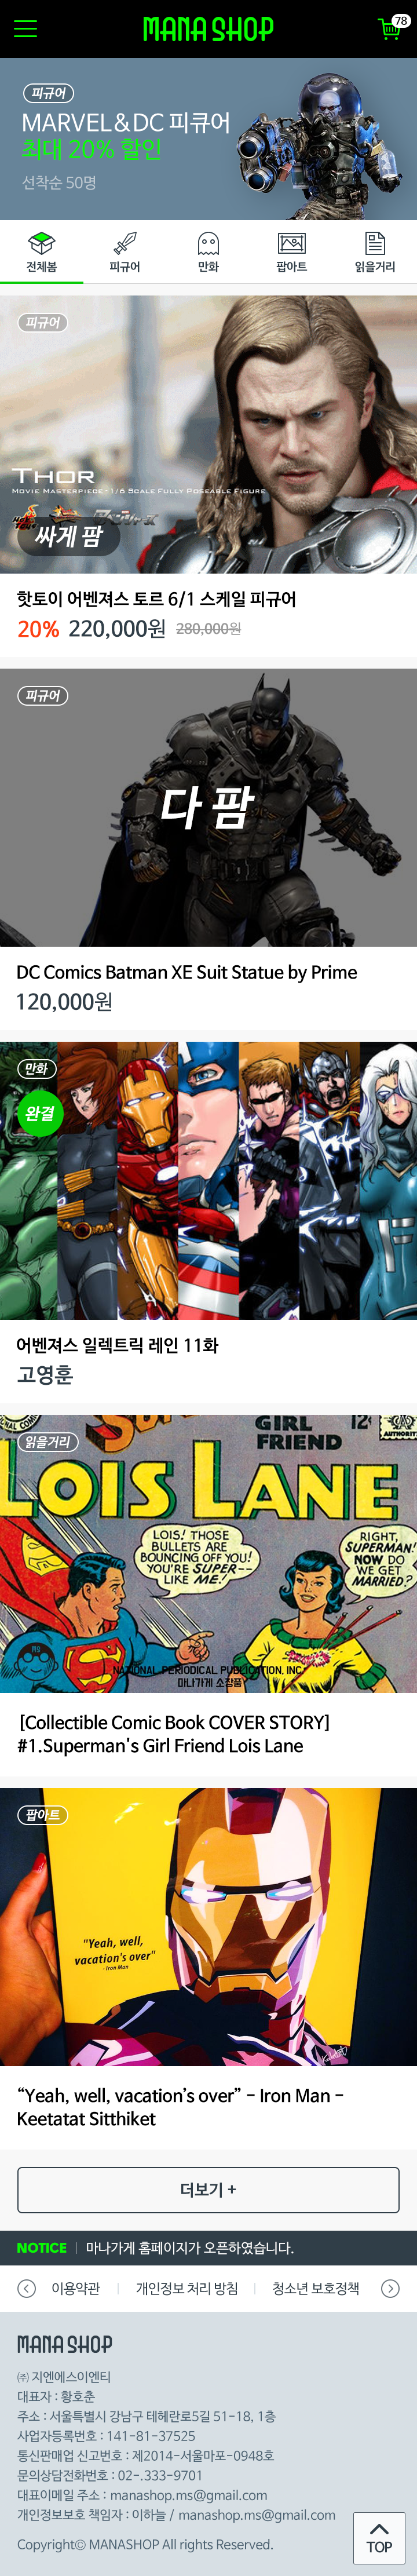 MANA SHOP
78
피규어
MARVEL&DC 피큐어
최대 20% 할인
선착순 50명
전체봄
피규어
만화
팝아트
읽을거리
피규어
THOR
MOVIE MASTERPIECE-1/6 SCALE FULLY POSEABLE FIGURE
싸게 팜
핫토이 어벤져스 토르 6/1 스케일 피규어
20% 220,000원 280,000원
피규어
다 팜
DC Comics Batman XE Suit Statue by Prime
120,000원
만화
완결
어벤져스 일렉트릭 레인 11화
고영훈
읽을거리
GIRL
FRIEND
12¢
AUTHORITY
LOIS LANE
LOIS! THOSE
BULLETS ARE
BOUNCING OFF YOU!
YOU'RE SUPER--
LIKE ME!
RIGHT,
SUPERMAN!
NOW DO
WE GET
MARRIED?
NATIONAL PERIODICAL PUBLICATION, INC.
마나가게 소장품
[Collectible Comic Book COVER STORY]
#1.Superman's Girl Friend Lois Lane
팝아트
"Yeah, well,
vacation's over"
- Iron Man
“Yeah, well, vacation’s over” - Iron Man -
Keetatat Sitthiket
더보기 +
NOTICE | 마나가게 홈페이지가 오픈하였습니다.
이용약관 | 개인정보 처리 방침 | 청소년 보호정책
MANA SHOP
㈜ 지엔에스이엔티
대표자 : 황호춘
주소 : 서울특별시 강남구 테헤란로5길 51-18, 1층
사업자등록번호 : 141-81-37525
통신판매업 신고번호 : 제2014-서울마포-0948호
문의상담전화번호 : 02-.333-9701
대표이메일 주소 : manashop.ms@gmail.com
개인정보보호 책임자 : 이하늘 / manashop.ms@gmail.com
Copyright© MANASHOP All rights Reserved.
TOP